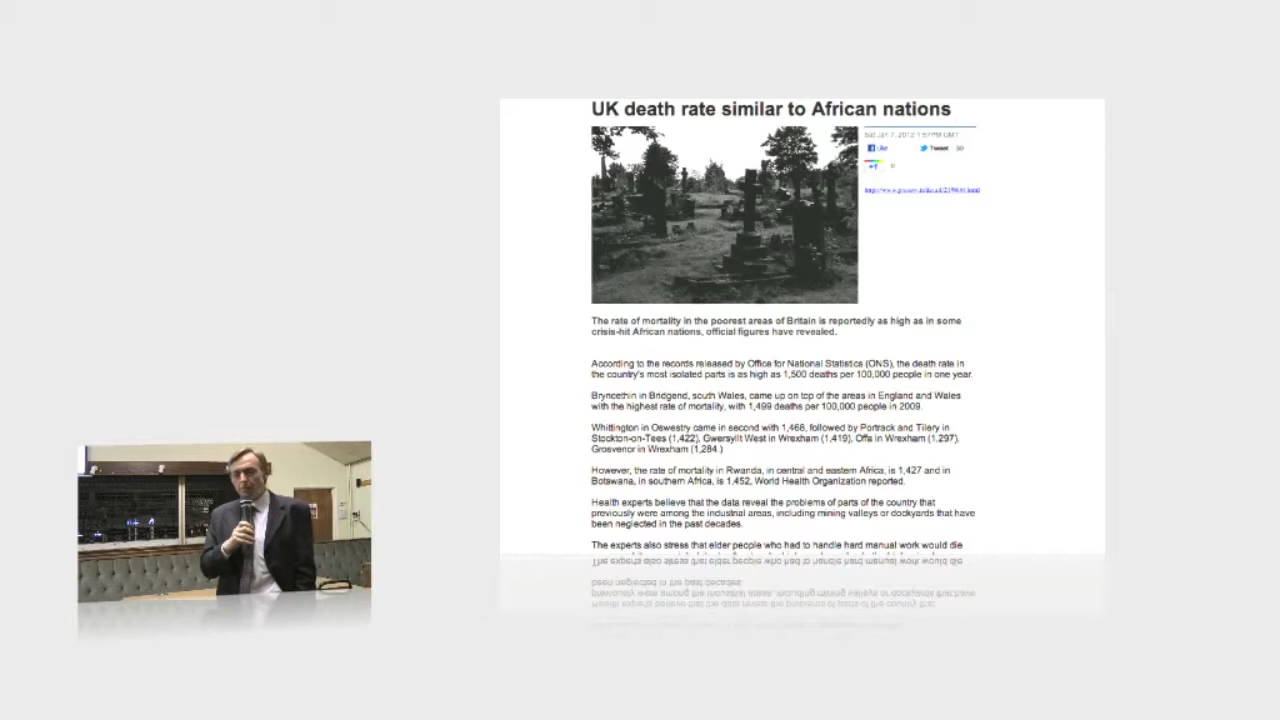 UK death rate similar to African nations
Sat Jan 7, 2012 1:57PM GMT
Like
Tweet
+1
0
The rate of mortality in the poorest areas of Britain is reportedly as high as in some
crisis-hit African nations, official figures have revealed.
According to the records released by Office for National Statistics (ONS), the death rate in
the country's most isolated parts is as high as 1,500 deaths per 100,000 people in one year.
Bryncethin in Bridgend, south Wales, came up on top of the areas in England and Wales
with the highest rate of mortality, with 1,499 deaths per 100,000 people in 2009.
Whittington in Oswestry came in second with 1,468, followed by Portrack and Tilery in
Stockton-on-Tees (1,422), Gwersyllt West in Wrexham (1,419), Offa in Wrexham (1,297),
Grosvenor in Wrexham (1,284.)
However, the rate of mortality in Rwanda, in central and eastern Africa, is 1,427 and in
Botswana, in southern Africa, is 1,452, World Health Organization reported.
Health experts believe that the data reveal the problems of parts of the country that
previously were among the industrial areas, including mining valleys or dockyards that have
been neglected in the past decades.
The experts also stress that elder people who had to handle hard manual work would die